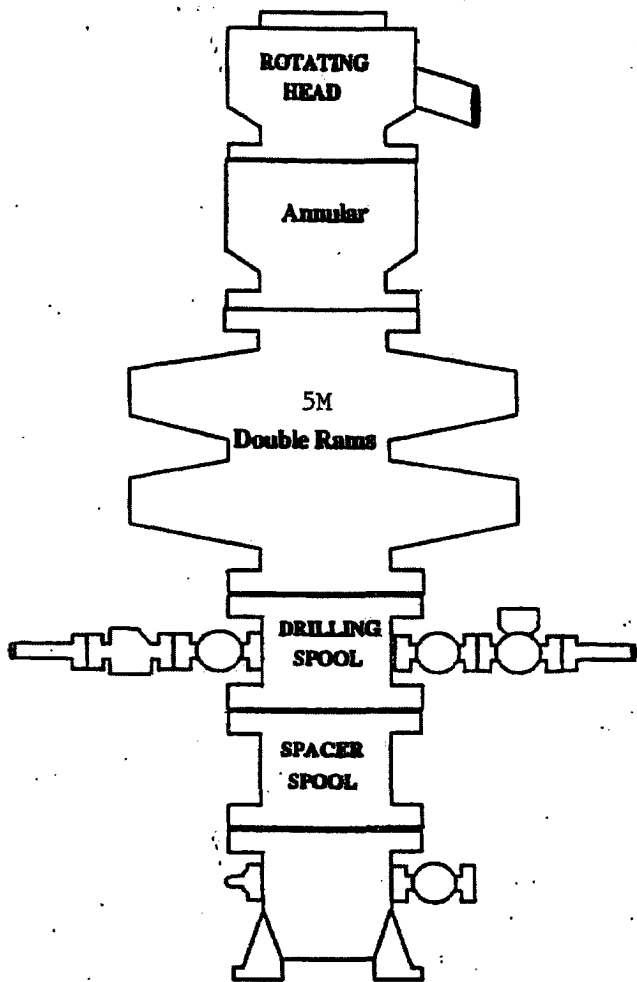 ROTATING
HEAD
Annular
5M
Double Rams
DRILLING
SPOOL
SPACER
SPOOL